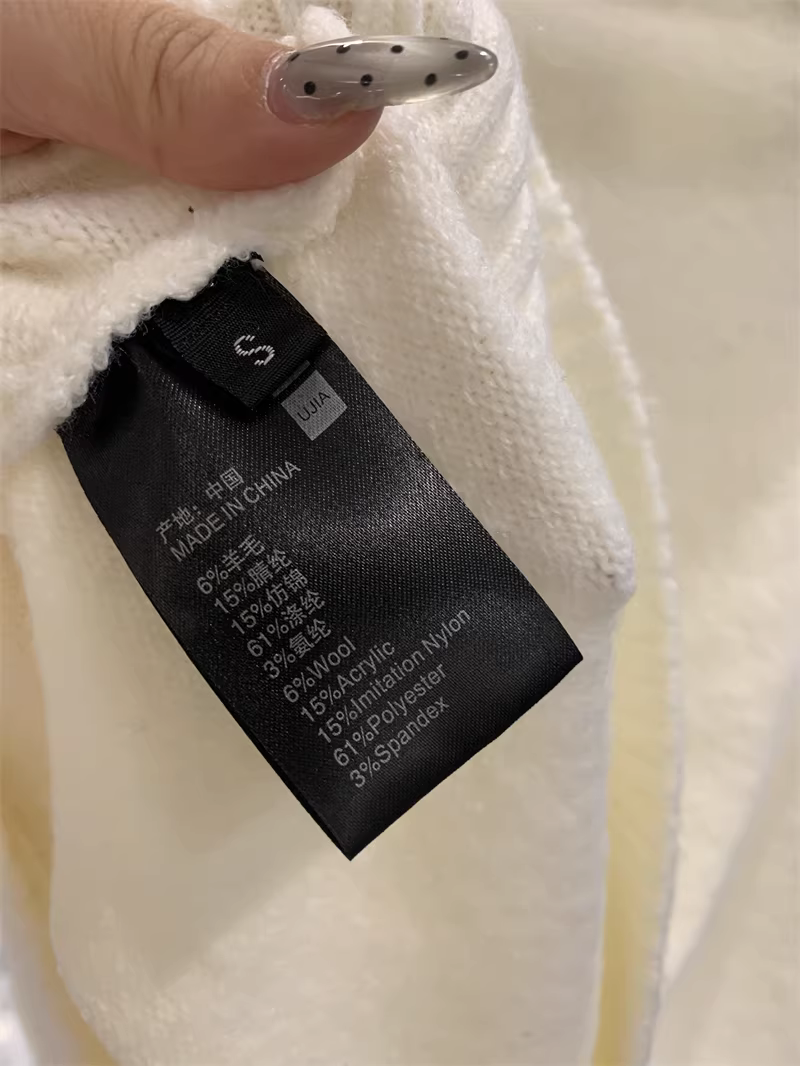 S
UJIA
产地：中国
MADE IN CHINA
6%羊毛
15%腈纶
15%仿锦
61%涤纶
3%氨纶
6%Wool
15%Acrylic
15%Imitation Nylon
61%Polyester
3%Spandex